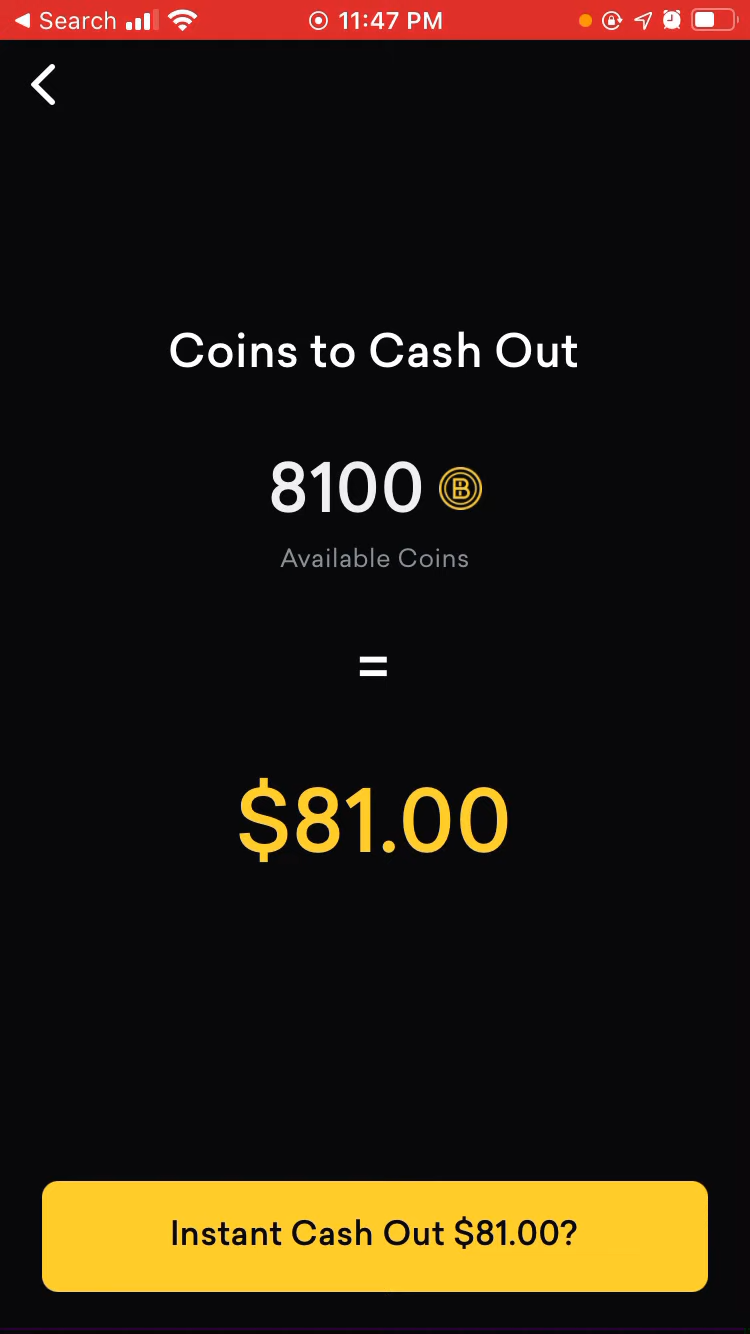 Search 11:47 PM
Coins to Cash Out
8100
Available Coins
=
$81.00
Instant Cash Out $81.00?